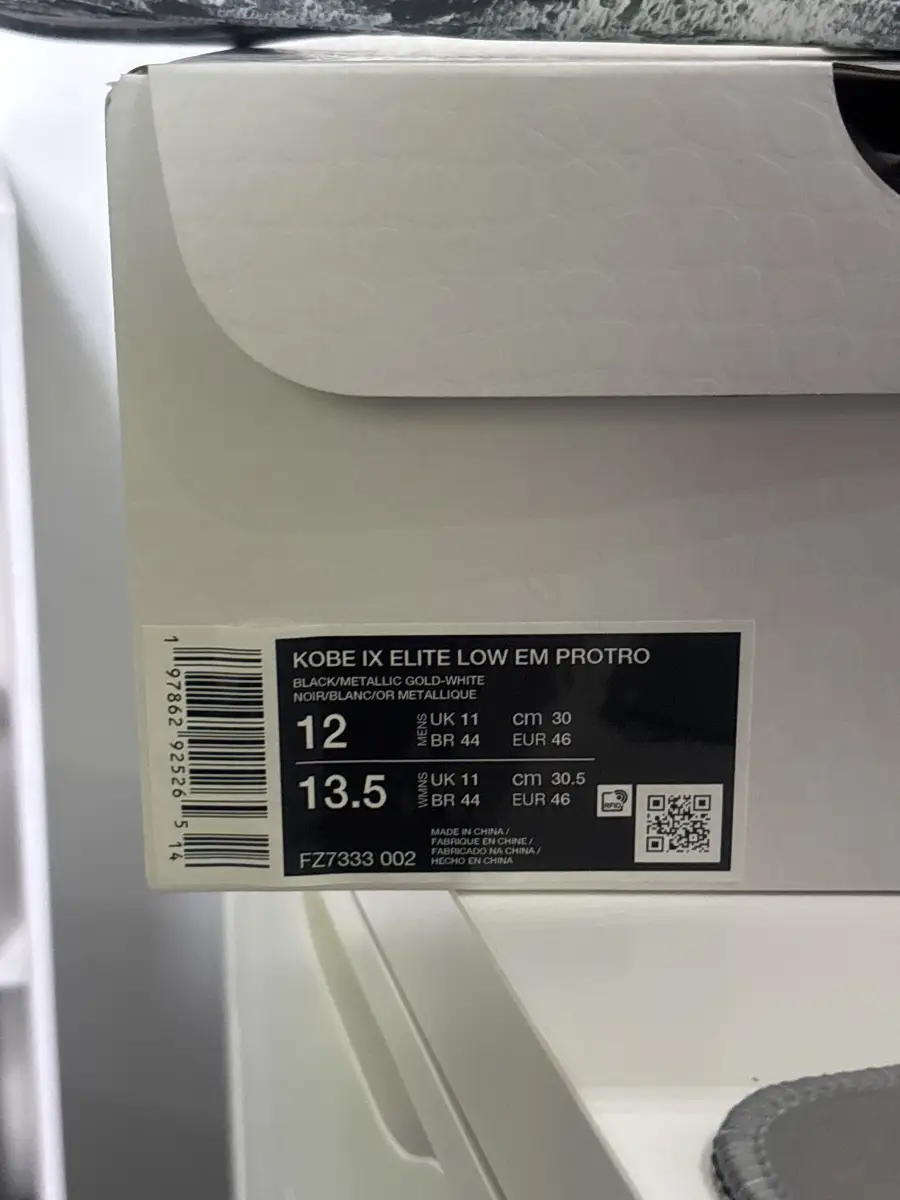 KOBE IX ELITE LOW EM PROTRO
BLACK/METALLIC GOLD-WHITE
NOIR/BLANC/OR METALLIQUE
12 MENS UK 11 cm 30
BR 44 EUR 46
13.5 WMNS UK 11 cm 30.5
BR 44 EUR 46
RFID
FZ7333 002
MADE IN CHINA /
FABRIQUE EN CHINE /
FABRICADO NA CHINA /
HECHO EN CHINA
1 97862 92526 5 14